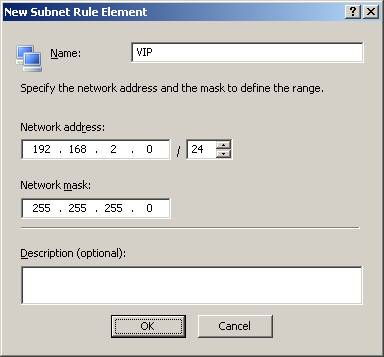 New Subnet Rule Element
Name: VIP
Specify the network address and the mask to define the range.
Network address:
192 . 168 . 2 . 0 / 24
Network mask:
255 . 255 . 255 . 0
Description (optional):
OK Cancel